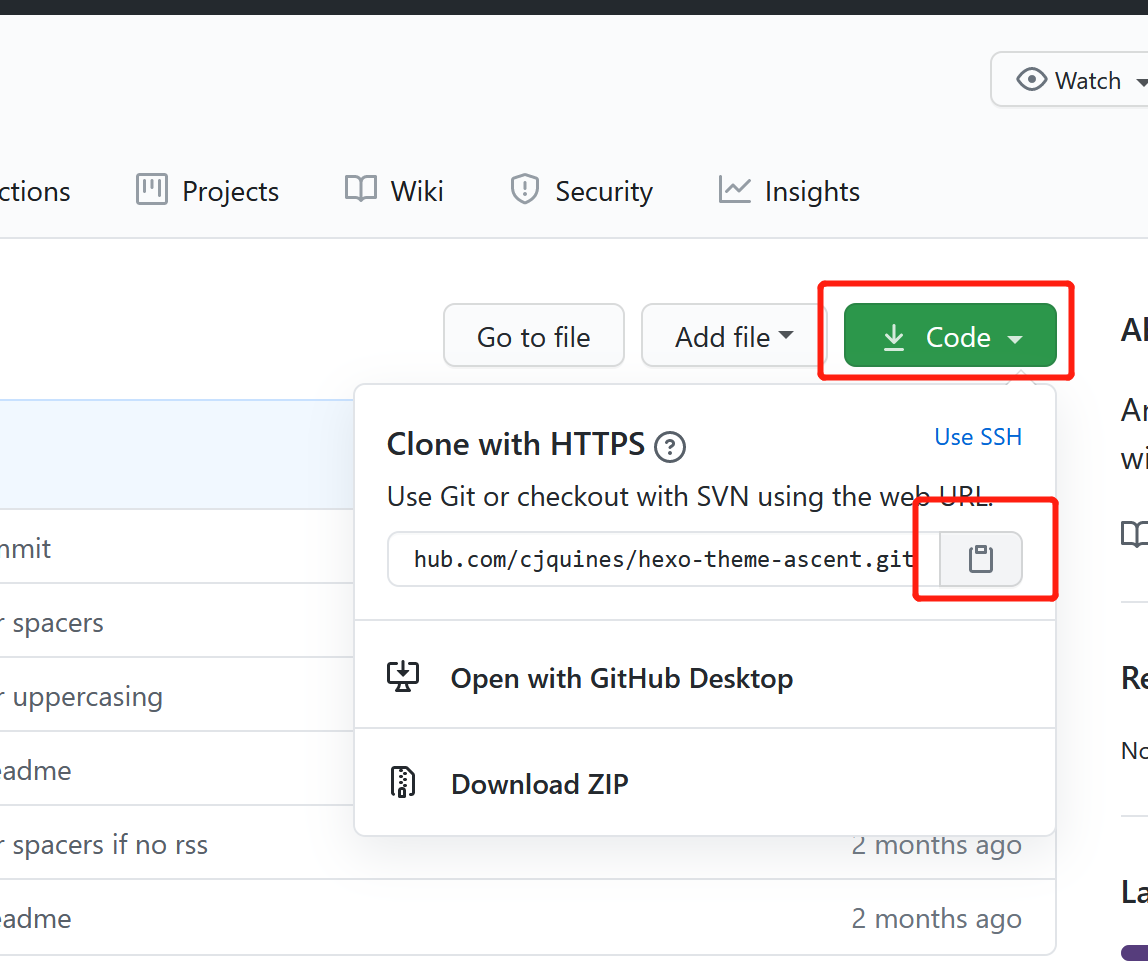 Watch
ctions Projects Wiki Security Insights
Go to file Add file Code
Clone with HTTPS ? Use SSH
Use Git or checkout with SVN using the web URL.
hub.com/cjquines/hexo-theme-ascent.git
Open with GitHub Desktop
Download ZIP
mmit
r spacers
r uppercasing
eadme
r spacers if no rss 2 months ago
eadme 2 months ago
Al
An
wi
Re
No
La